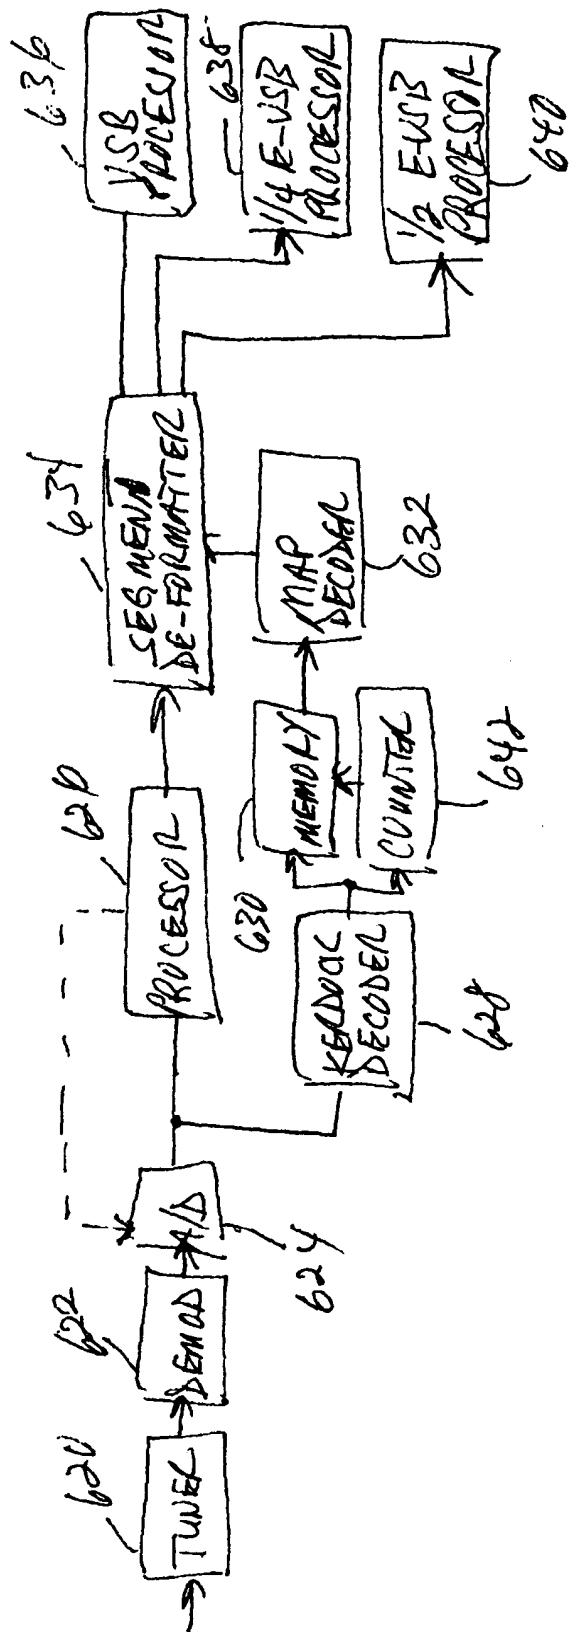 620
TUNER
622
DEMOD
A/D
624
626
PROCESSOR
KERDOCK
DECODER
628
630
MEMORY
COUNTER
642
MAP
DECODER
632
634
SEGMENT
DE-FORMATTER
636
VSB
PROCESSOR
638
1/4 E-VSB
PROCESSOR
1/2 E-VSB
PROCESSOR
640